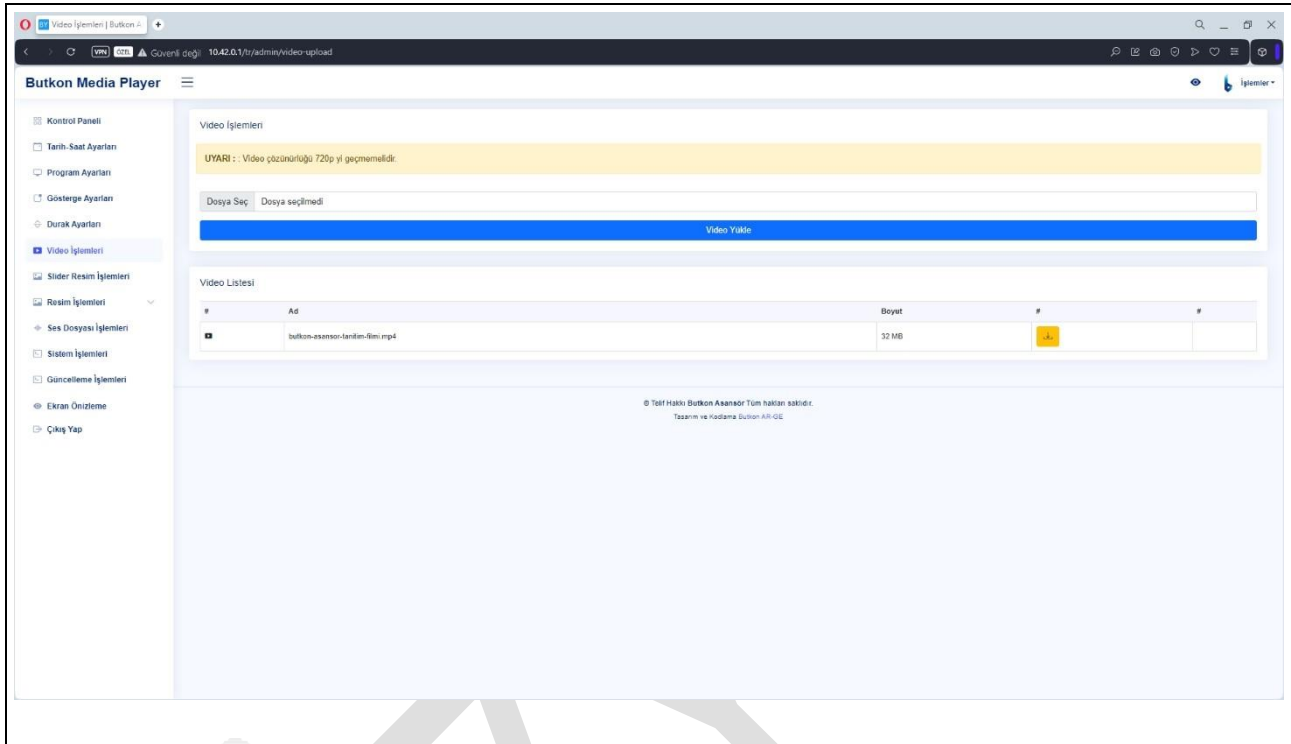 Video İşlemleri | Butkon A
VPN ÖZEL Güvenli değil 10.42.0.1/tr/admin/video-upload
Butkon Media Player
İşlemler
Kontrol Paneli
Tarih-Saat Ayarları
Program Ayarları
Gösterge Ayarları
Durak Ayarları
Video İşlemleri
Slider Resim İşlemleri
Resim İşlemleri
Ses Dosyası İşlemleri
Sistem İşlemleri
Güncelleme İşlemleri
Ekran Önizleme
Çıkış Yap
Video İşlemleri
UYARI : : Video çözünürlüğü 720p yi geçmemelidir.
Dosya Seç Dosya seçilmedi
Video Yükle
Video Listesi
# Ad Boyut # #
butkon-asansor-tanitim-filmi.mp4 32 MB
© Telif Hakkı Butkon Asansör Tüm hakları saklıdır.
Tasarım ve Kodlama Butkon AR-GE